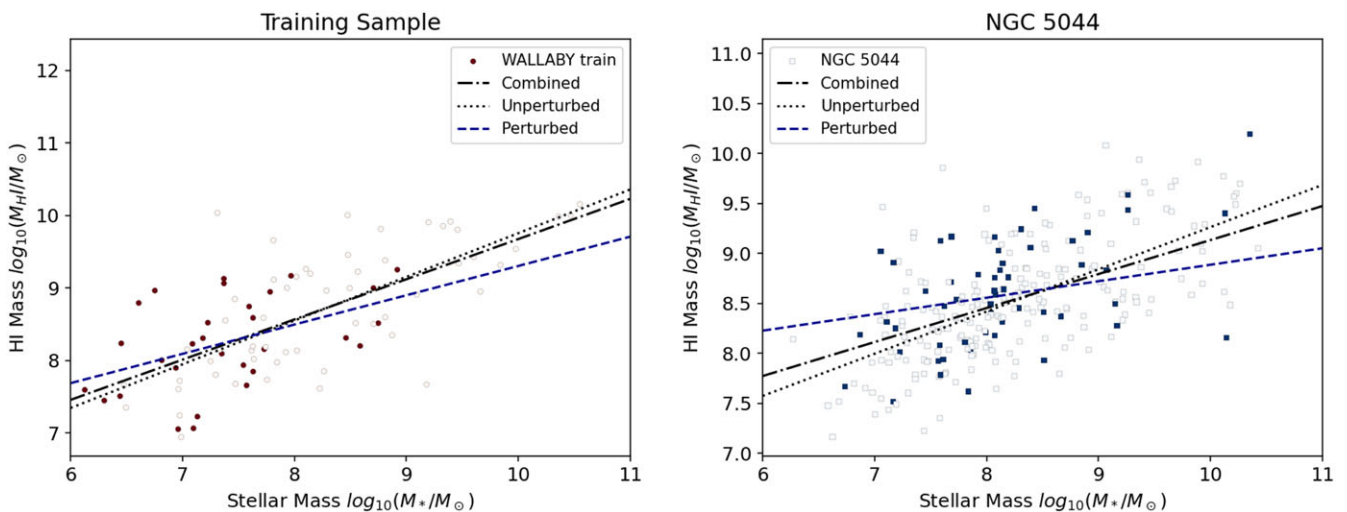 Training Sample
HI Mass log₁₀(M_HI/M⊙)
12
11
10
9
8
7
WALLABY train
Combined
Unperturbed
Perturbed
6 7 8 9 10 11
Stellar Mass log₁₀(M*/M⊙)
NGC 5044
HI Mass log₁₀(M_HI/M⊙)
11.0
10.5
10.0
9.5
9.0
8.5
8.0
7.5
7.0
NGC 5044
Combined
Unperturbed
Perturbed
6 7 8 9 10 11
Stellar Mass log₁₀(M*/M⊙)